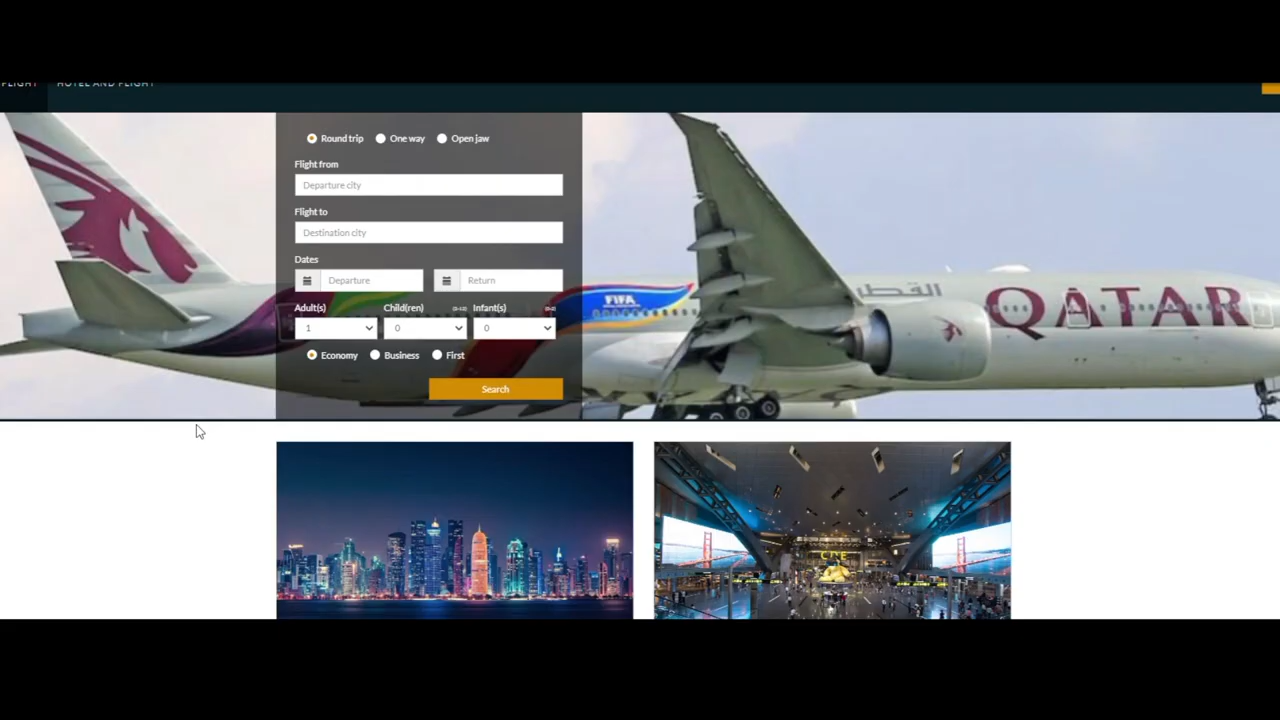 FLIGHT HOTEL AND FLIGHT
Round trip One way Open jaw
Flight from
Departure city
Flight to
Destination city
Dates
Departure Return
Adult(s) Child(ren) Infant(s)
1 0 0
Economy Business First
Search
FIFA
القطرية
QATAR